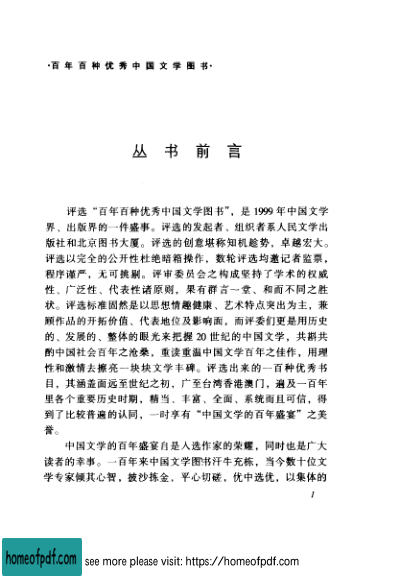 ·百年百种优秀中国文学图书·
丛书前言
评选“百年百种优秀中国文学图书”,是1999年中国文学
界、出版界的一件盛事。评选的发起者、组织者系人民文学出
版社和北京图书大厦。评选的创意堪称知机趁势,卓越宏大。
评选以完全的公开性杜绝暗箱操作,数轮评选均邀记者监票,
程序谨严,无可挑剔。评审委员会之构成坚持了学术的权威
性、广泛性、代表性诸原则,果有群言一堂、和而不同之胜
状。评选标准固然是以思想情趣健康、艺术特点突出为主,兼
顾作品的开拓价值、代表地位及影响面,而评委们更是用历史
的、发展的、整体的眼光来把握20世纪的中国文学,共斟共
酌中国社会百年之沧桑,重读重温中国文学百年之佳作,用理
性和激情去擦亮一块块文学丰碑。评选出来的一百种优秀书
目,其涵盖面远至世纪之初,广至台湾香港澳门,遍及一百年
里各个重要历史时期,精当、丰富、全面、系统而且可信,得
到了比较普遍的认同,一时享有“中国文学的百年盛宴”之美
誉。
中国文学的百年盛宴自是入选作家的荣耀,同时也是广大
读者的幸事。一百年来中国文学图书汗牛充栋,当今数十位文
学专家倾其心智,披沙拣金,平心切磋,优中选优,以集体的
1
homeofpdf.com
see more please visit: https://homeofpdf.com